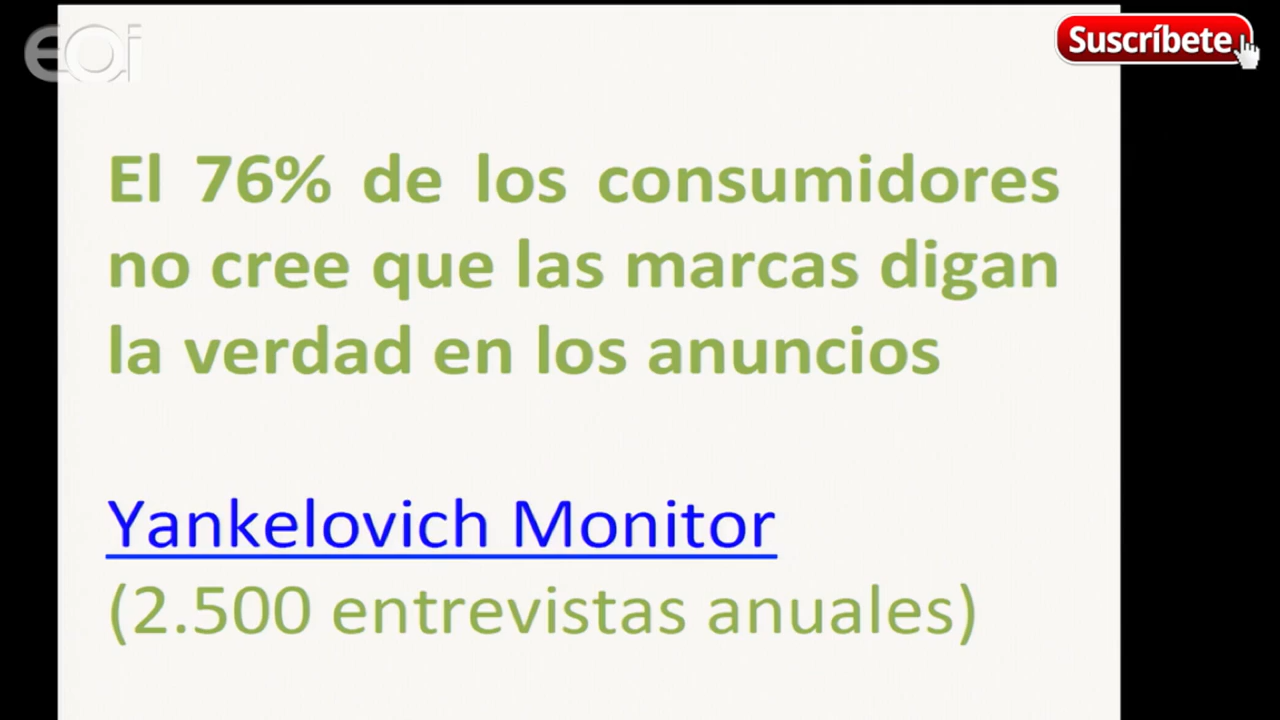 eoi
Suscríbete
El 76% de los consumidores
no cree que las marcas digan
la verdad en los anuncios
Yankelovich Monitor
(2.500 entrevistas anuales)